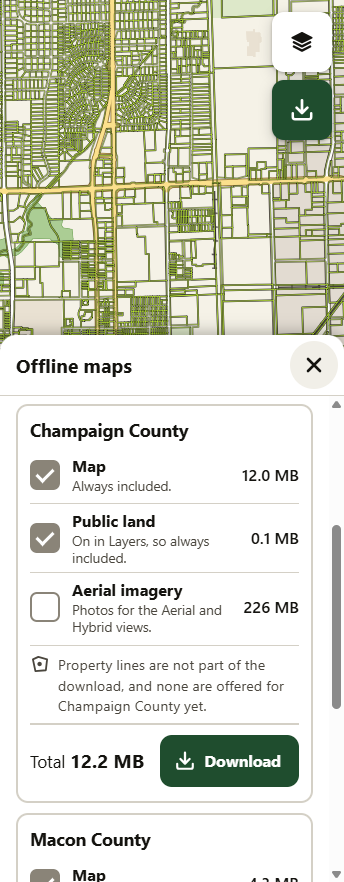 Offline maps
Champaign County
Map
12.0 MB
Always included.
Public land
On in Layers, so always
included.
0.1 MB
Aerial imagery
Photos for the Aerial and
Hybrid views.
226 MB
Property lines are not part of the
download, and none are offered for
Champaign County yet.
Total 12.2 MB
Download
Macon County
Map